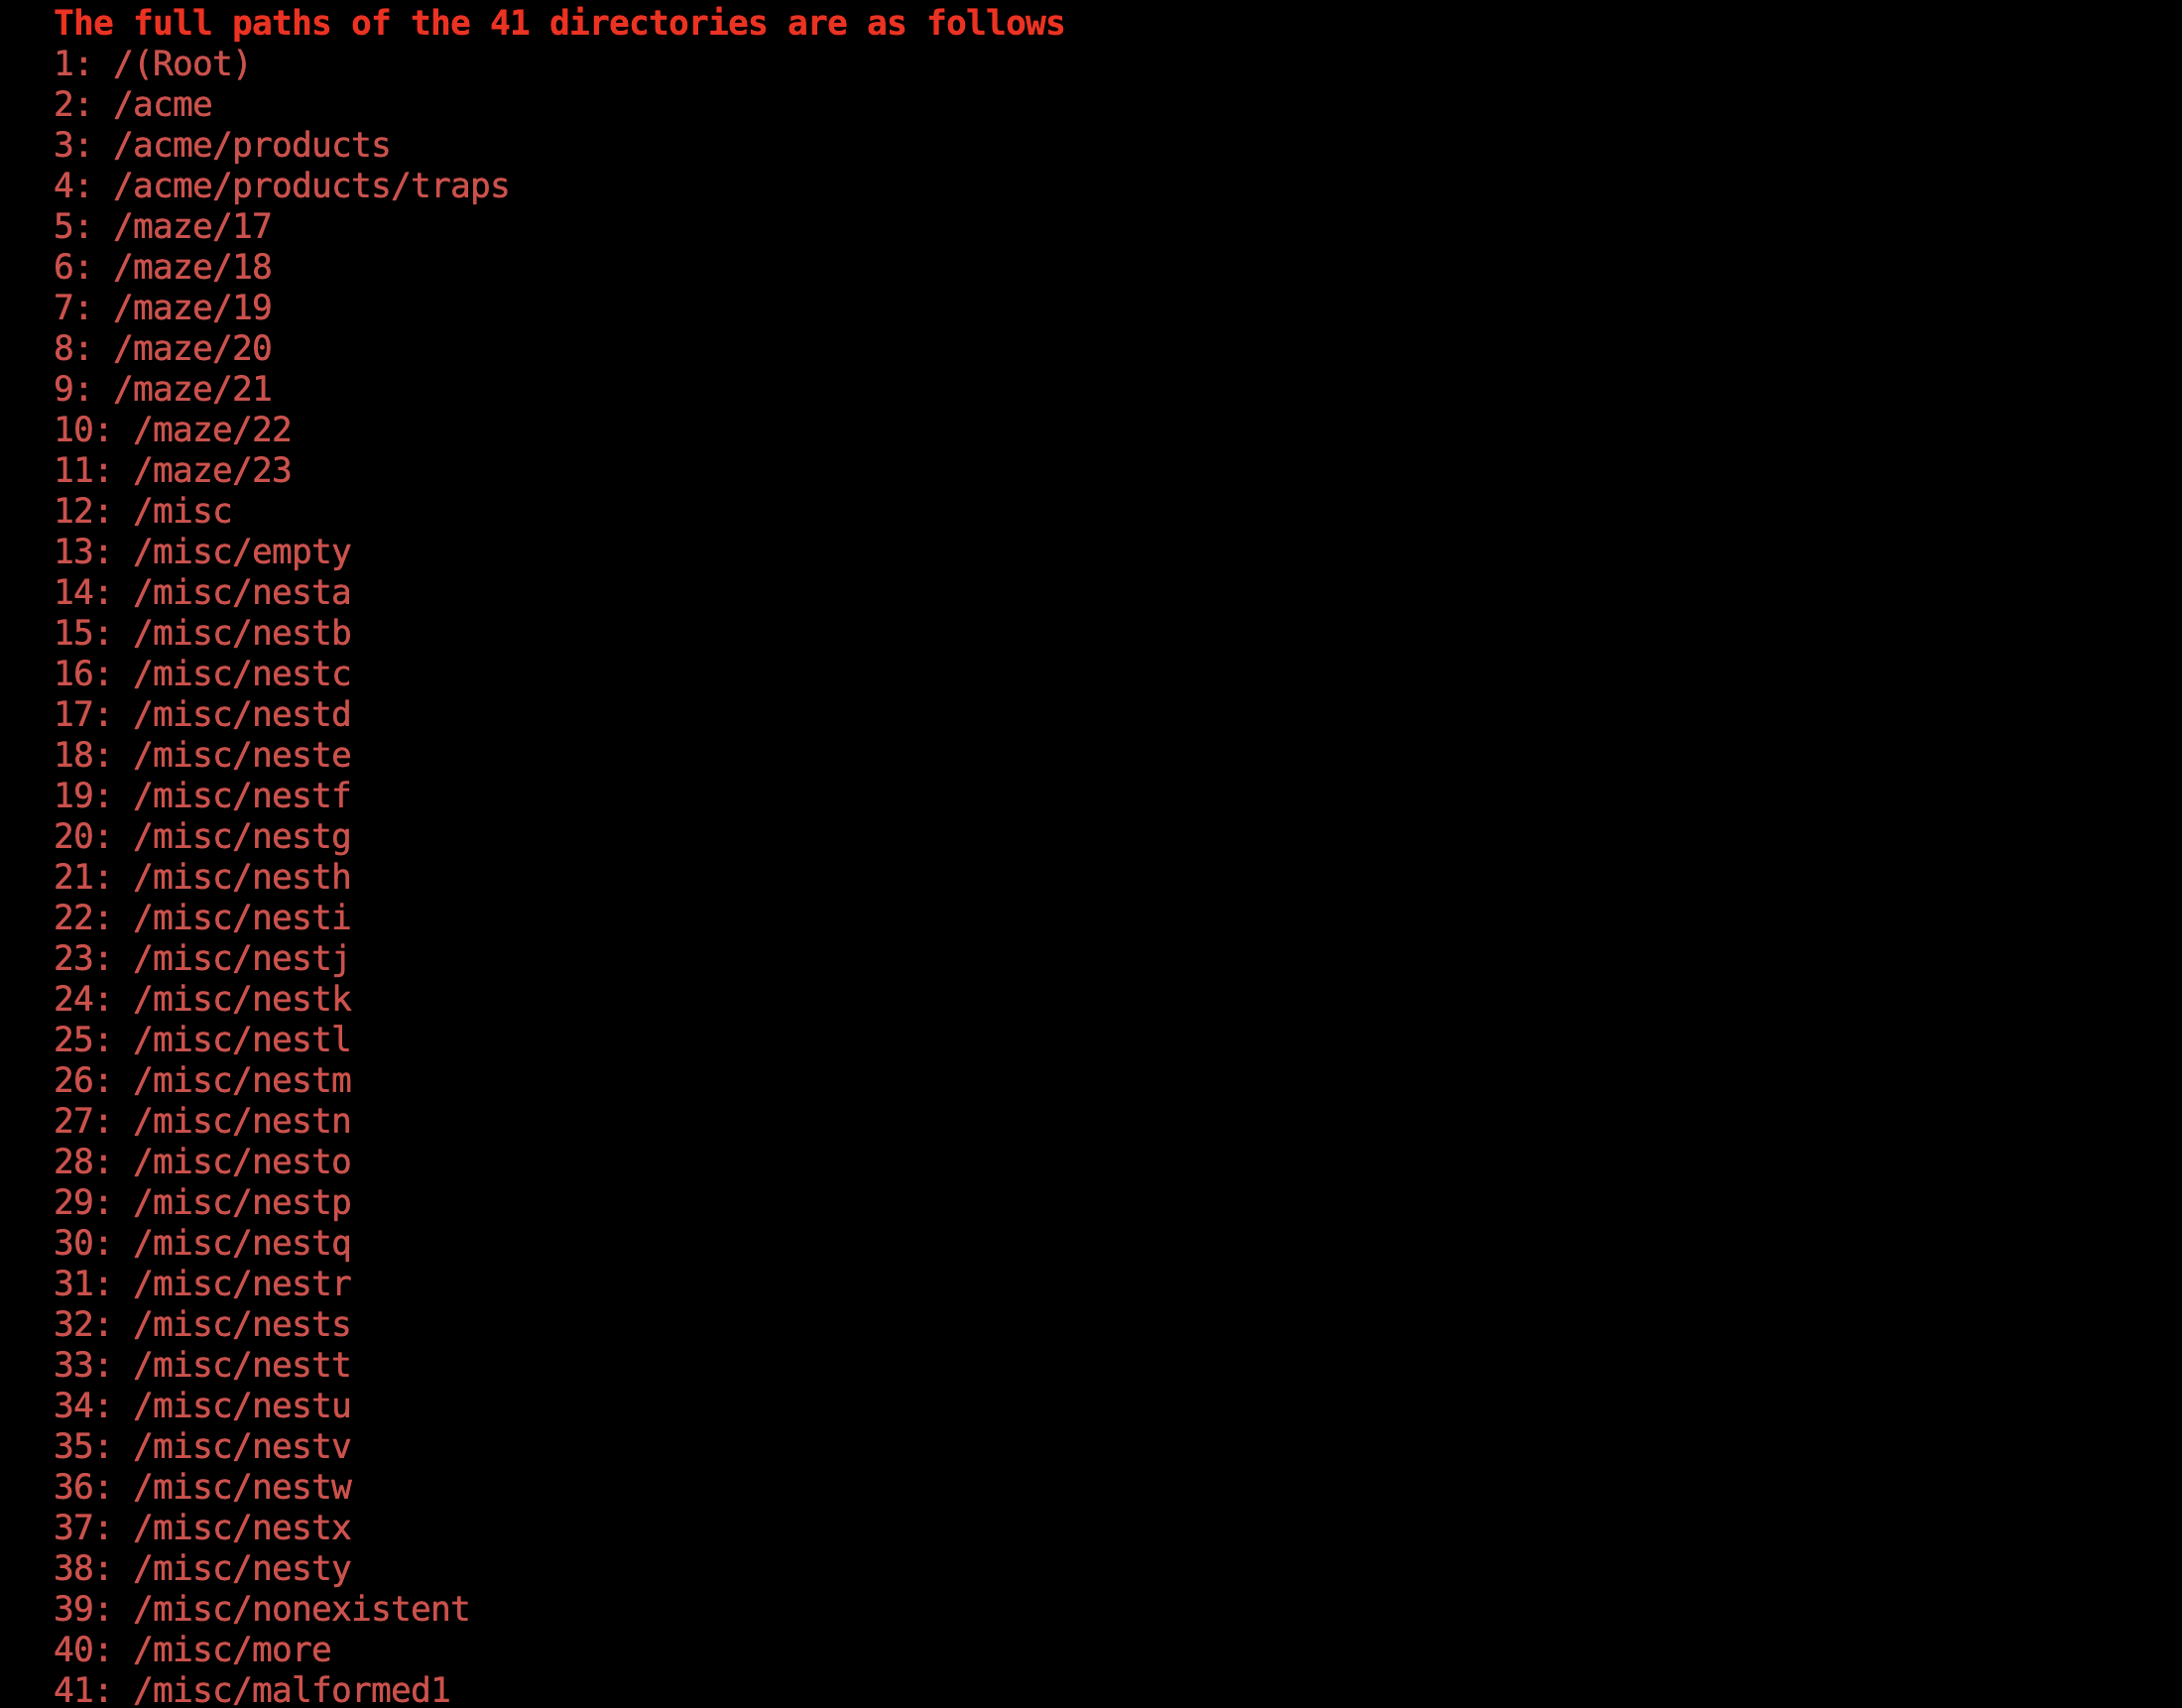 The full paths of the 41 directories are as follows
1: /(Root)
2: /acme
3: /acme/products
4: /acme/products/traps
5: /maze/17
6: /maze/18
7: /maze/19
8: /maze/20
9: /maze/21
10: /maze/22
11: /maze/23
12: /misc
13: /misc/empty
14: /misc/nesta
15: /misc/nestb
16: /misc/nestc
17: /misc/nestd
18: /misc/neste
19: /misc/nestf
20: /misc/nestg
21: /misc/nesth
22: /misc/nesti
23: /misc/nestj
24: /misc/nestk
25: /misc/nestl
26: /misc/nestm
27: /misc/nestn
28: /misc/nesto
29: /misc/nestp
30: /misc/nestq
31: /misc/nestr
32: /misc/nests
33: /misc/nestt
34: /misc/nestu
35: /misc/nestv
36: /misc/nestw
37: /misc/nestx
38: /misc/nesty
39: /misc/nonexistent
40: /misc/more
41: /misc/malformed1